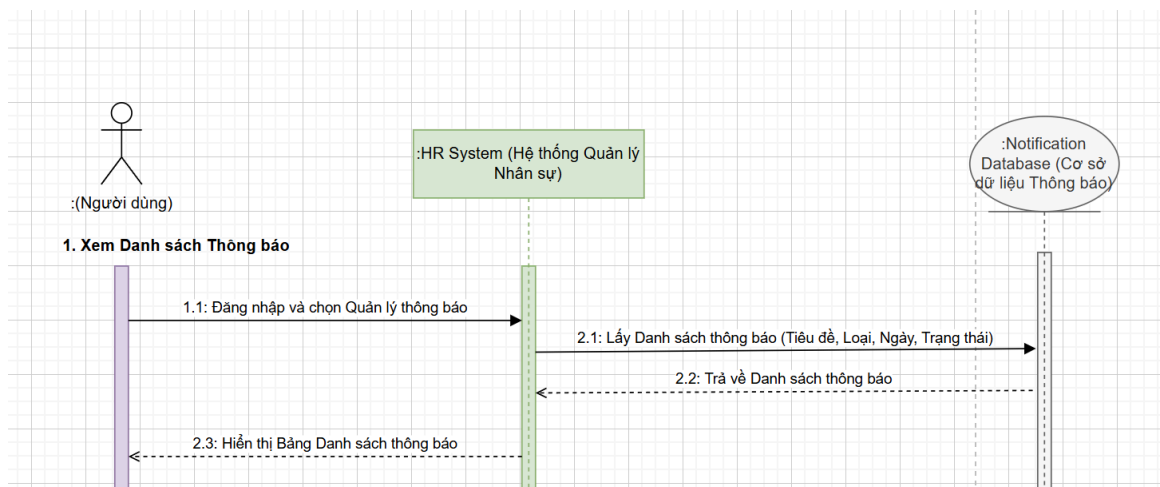 :HR System (Hệ thống Quản lý
Nhân sự)
:Notification
Database (Cơ sở
dữ liệu Thông báo)
:(Người dùng)
1. Xem Danh sách Thông báo
1.1: Đăng nhập và chọn Quản lý thông báo
2.1: Lấy Danh sách thông báo (Tiêu đề, Loại, Ngày, Trạng thái)
2.2: Trả về Danh sách thông báo
2.3: Hiển thị Bảng Danh sách thông báo